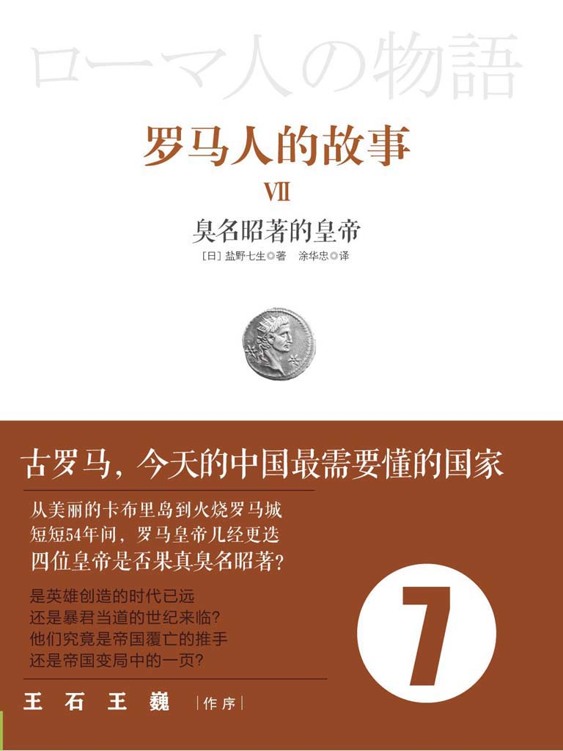 ローマ人の物語
罗马人的故事
VII
臭名昭著的皇帝
[日] 盐野七生◎著 涂华忠◎译
古罗马，今天的中国最需要懂的国家
从美丽的卡布里岛到火烧罗马城
短短54年间，罗马皇帝几经更迭
四位皇帝是否果真臭名昭著?
是英雄创造的时代已远
还是暴君当道的世纪来临?
他们究竟是帝国覆亡的推手
还是帝国变局中的一页?
7
王 石 王 巍 |作 序|